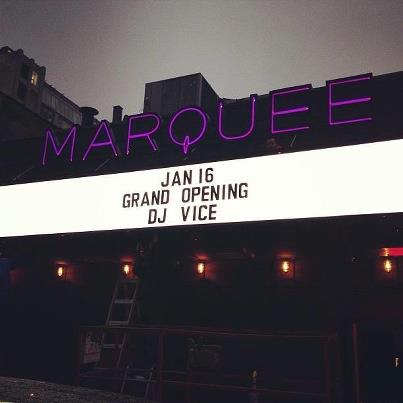 MARQUEE
JAN 16
GRAND OPENING
DJ VICE